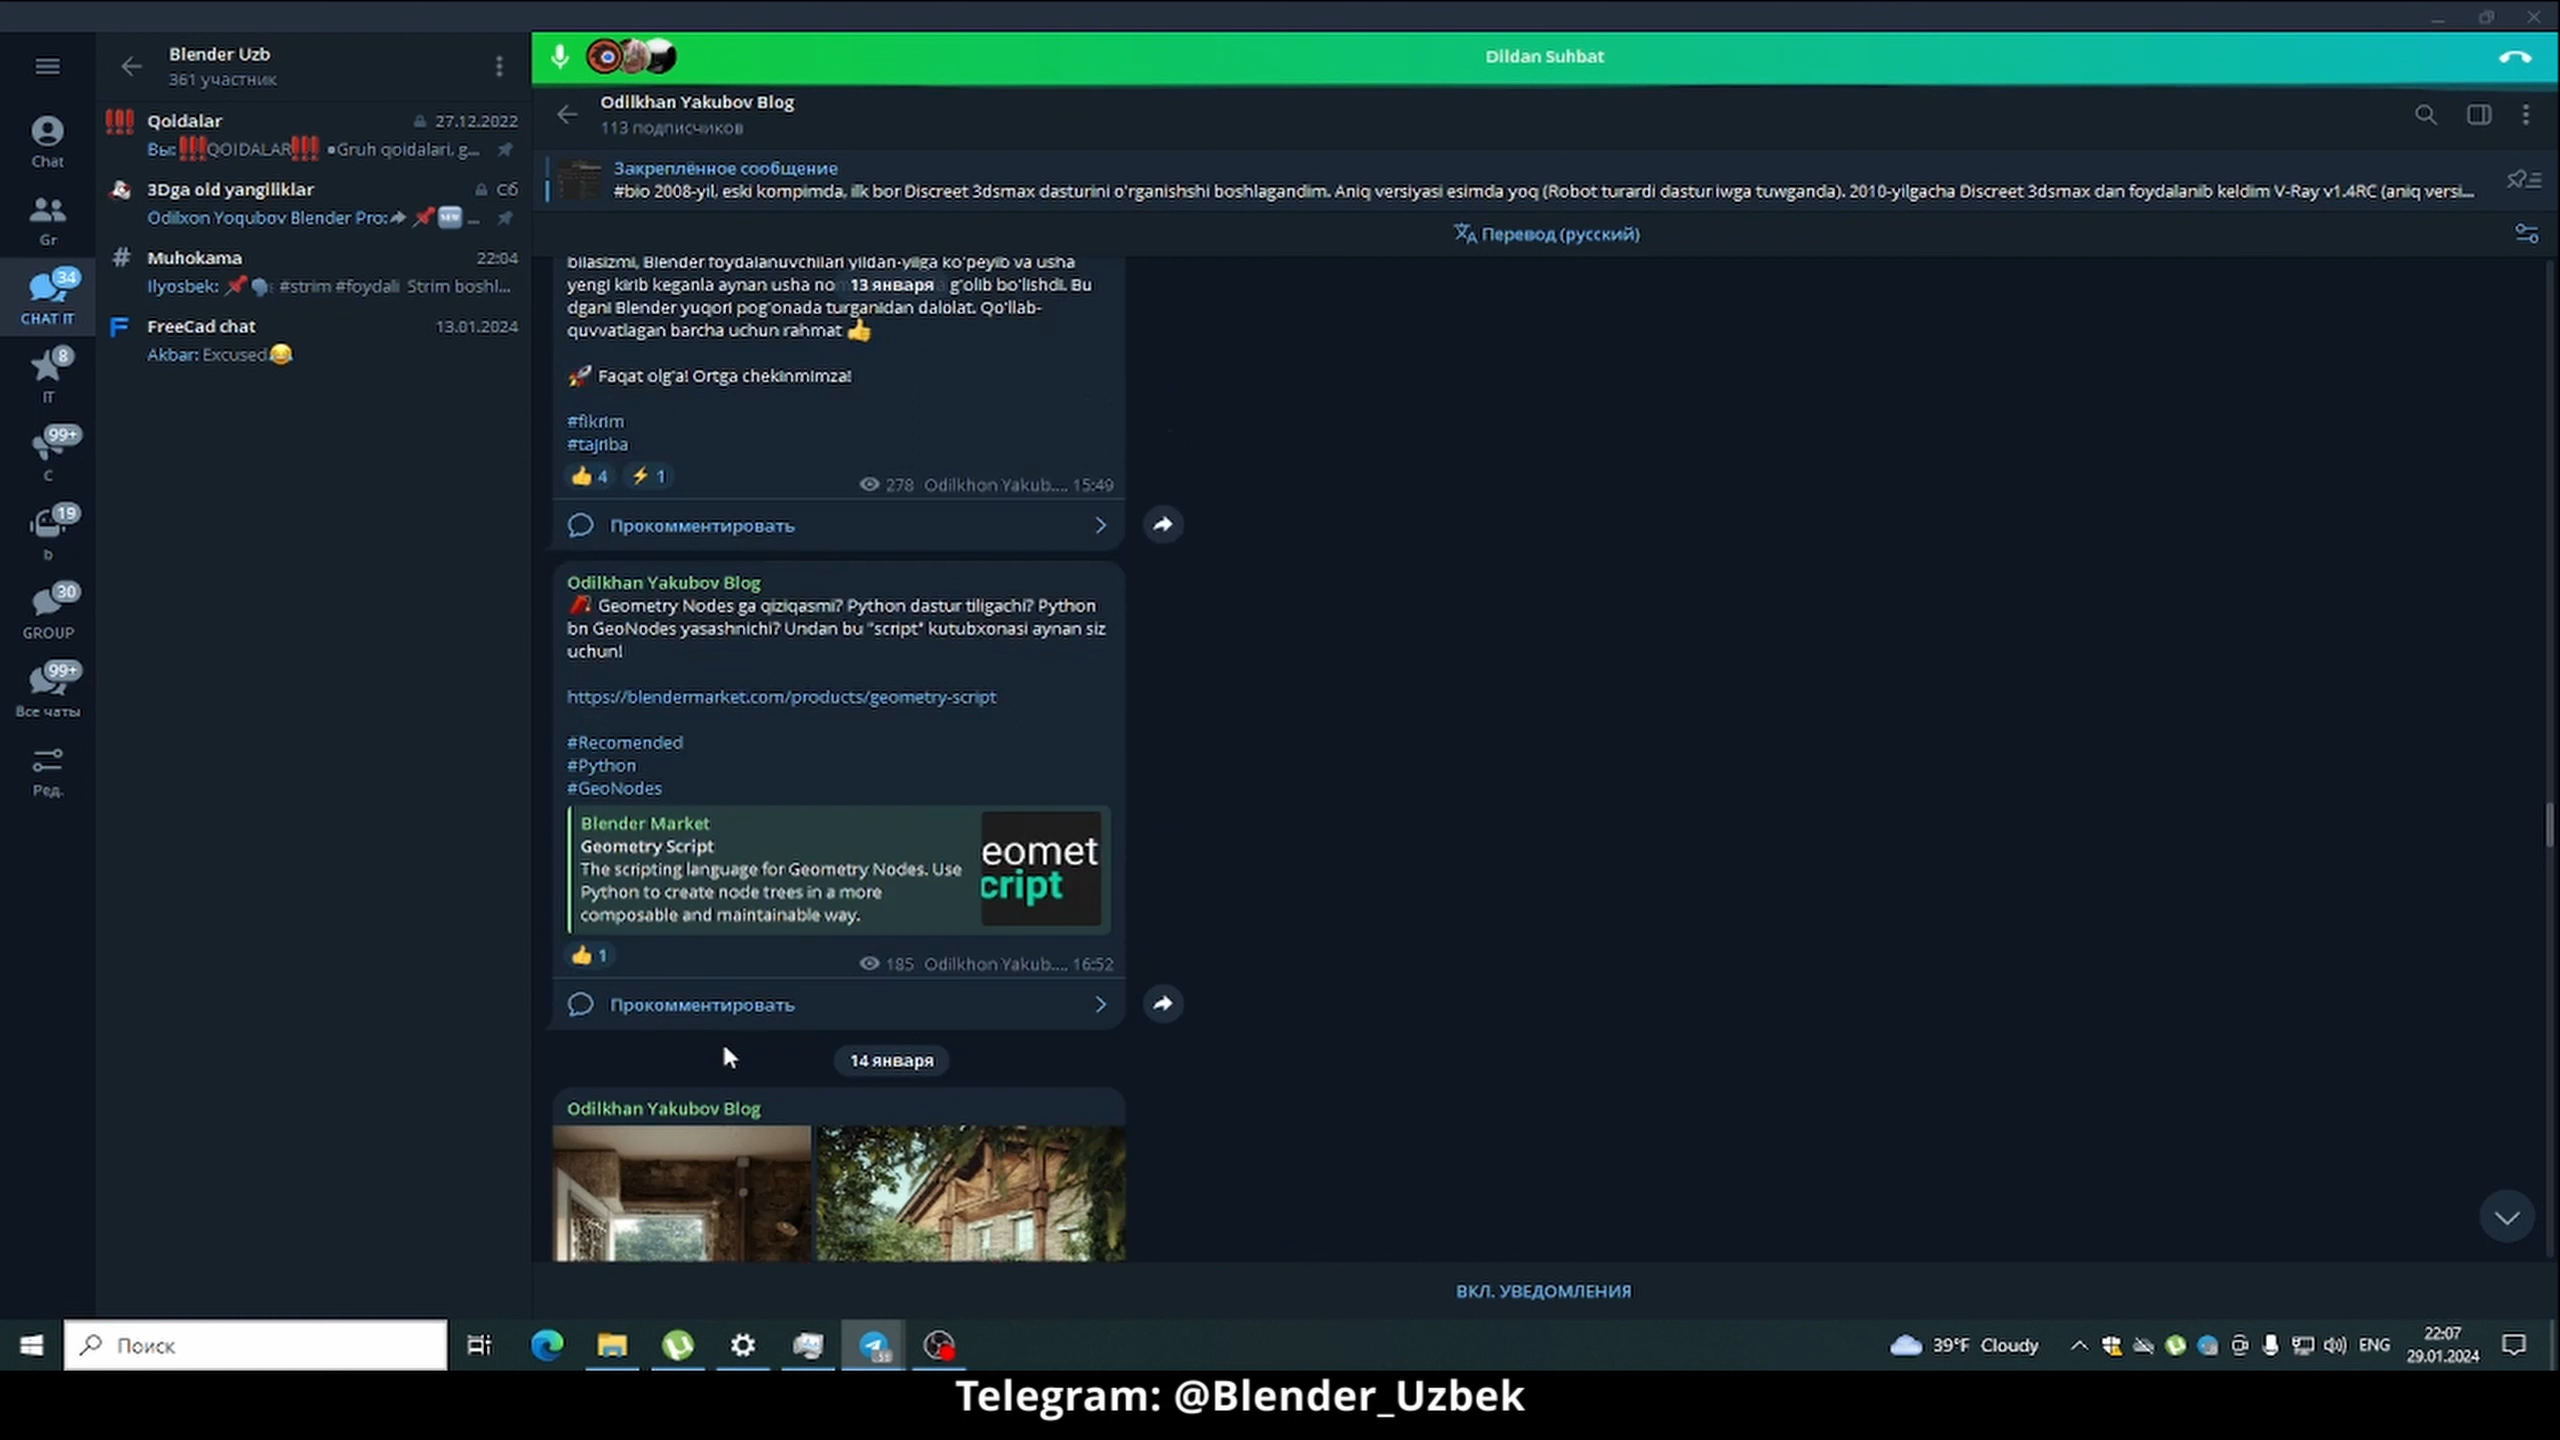 Blender Uzb
361 участник
Chat
Gr
34
CHAT IT
8
IT
99+
C
19
b
30
GROUP
99+
Все чаты
Ред.
Qoldalar
27.12.2022
Вы: QOIDALAR •Gruh qoidalari, g...
3Dga old yangiliklar
Сб
Odilxon Yoqubov Blender Pro: NEW ...
# Muhokama
22:04
Ilyosbek: #strim #foydali Strim boshl...
FreeCad chat
13.01.2024
Akbar: Excused
Dildan Suhbat
Odilkhan Yakubov Blog
113 подписчиков
Закреплённое сообщение
#bio 2008-yil, eski kompimda, ilk bor Discreet 3dsmax dasturini o'rganishshi boshlagandim. Aniq versiyasi esimda yoq (Robot turardi dasturiwga tuwganda). 2010-yilgacha Discreet 3dsmax dan foydalanib keldim V-Ray v1.4RC (aniq versi...
Перевод (русский)
bilasizmi, Blender foydalanuvchilari yildan-yilga ko'peyib va usha
yengi kirib keganla aynan usha no
13 января
g'olib bo'lishdi. Bu
dgani Blender yuqori pog'onada turganidan dalolat. Qo'llab-
quvvatlagan barcha uchun rahmat
Faqat olg'a! Ortga chekinmimza!
#fikrim
#tajriba
4
1
278 Odilkhon Yakub.... 15:49
Прокомментировать
Odilkhan Yakubov Blog
Geometry Nodes ga qiziqasmi? Python dastur tiligachi? Python
bn GeoNodes yasashnichi? Undan bu "script" kutubxonasi aynan siz
uchun!
https://blendermarket.com/products/geometry-script
#Recomended
#Python
#GeoNodes
Blender Market
Geometry Script
The scripting language for Geometry Nodes. Use
Python to create node trees in a more
composable and maintainable way.
eomet
cript
1
185 Odilkhon Yakub.... 16:52
Прокомментировать
14 января
Odilkhan Yakubov Blog
ВКЛ. УВЕДОМЛЕНИЯ
Поиск
39°F Cloudy
ENG
22:07
29.01.2024
Telegram: @Blender_Uzbek